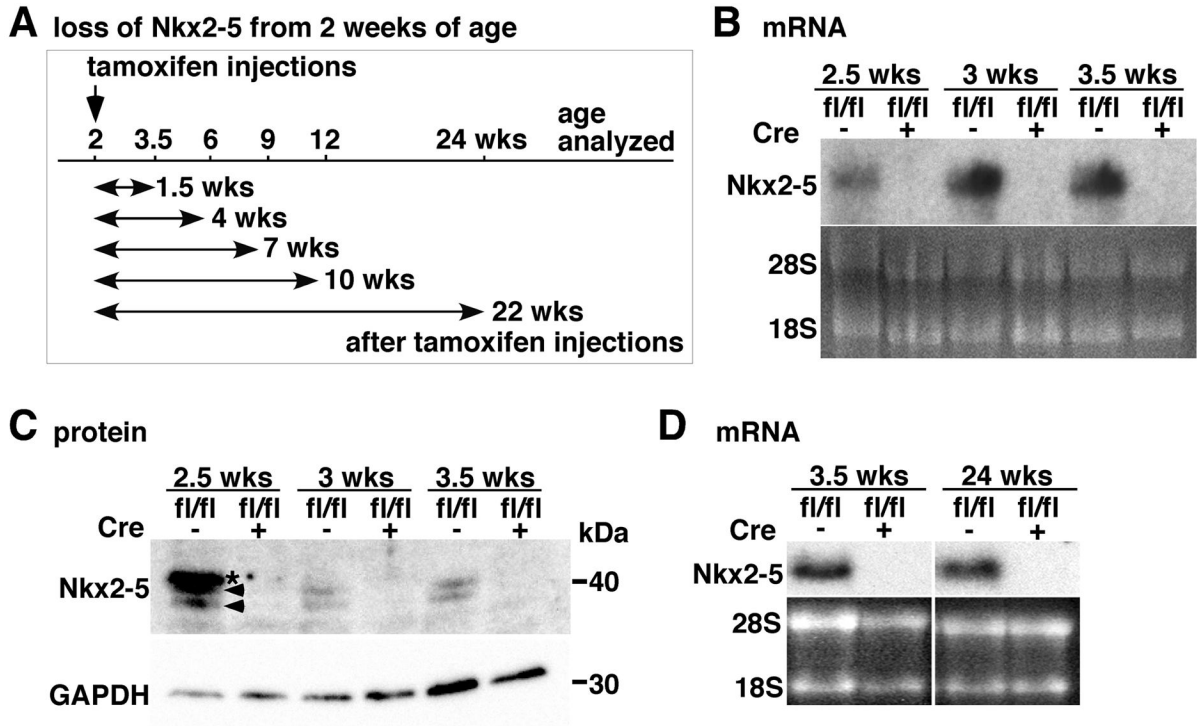 A loss of Nkx2-5 from 2 weeks of age
tamoxifen injections
age
analyzed
2 3.5 6 9 12 24 wks
1.5 wks
4 wks
7 wks
10 wks
22 wks
after tamoxifen injections
B mRNA
2.5 wks 3 wks 3.5 wks
fl/fl fl/fl fl/fl fl/fl fl/fl fl/fl
Cre - + - + - +
Nkx2-5
28S
18S
C protein
2.5 wks 3 wks 3.5 wks
fl/fl fl/fl fl/fl fl/fl fl/fl fl/fl
Cre - + - + - + kDa
Nkx2-5 * 40
GAPDH 30
D mRNA
3.5 wks 24 wks
fl/fl fl/fl fl/fl fl/fl
Cre - + - +
Nkx2-5
28S
18S